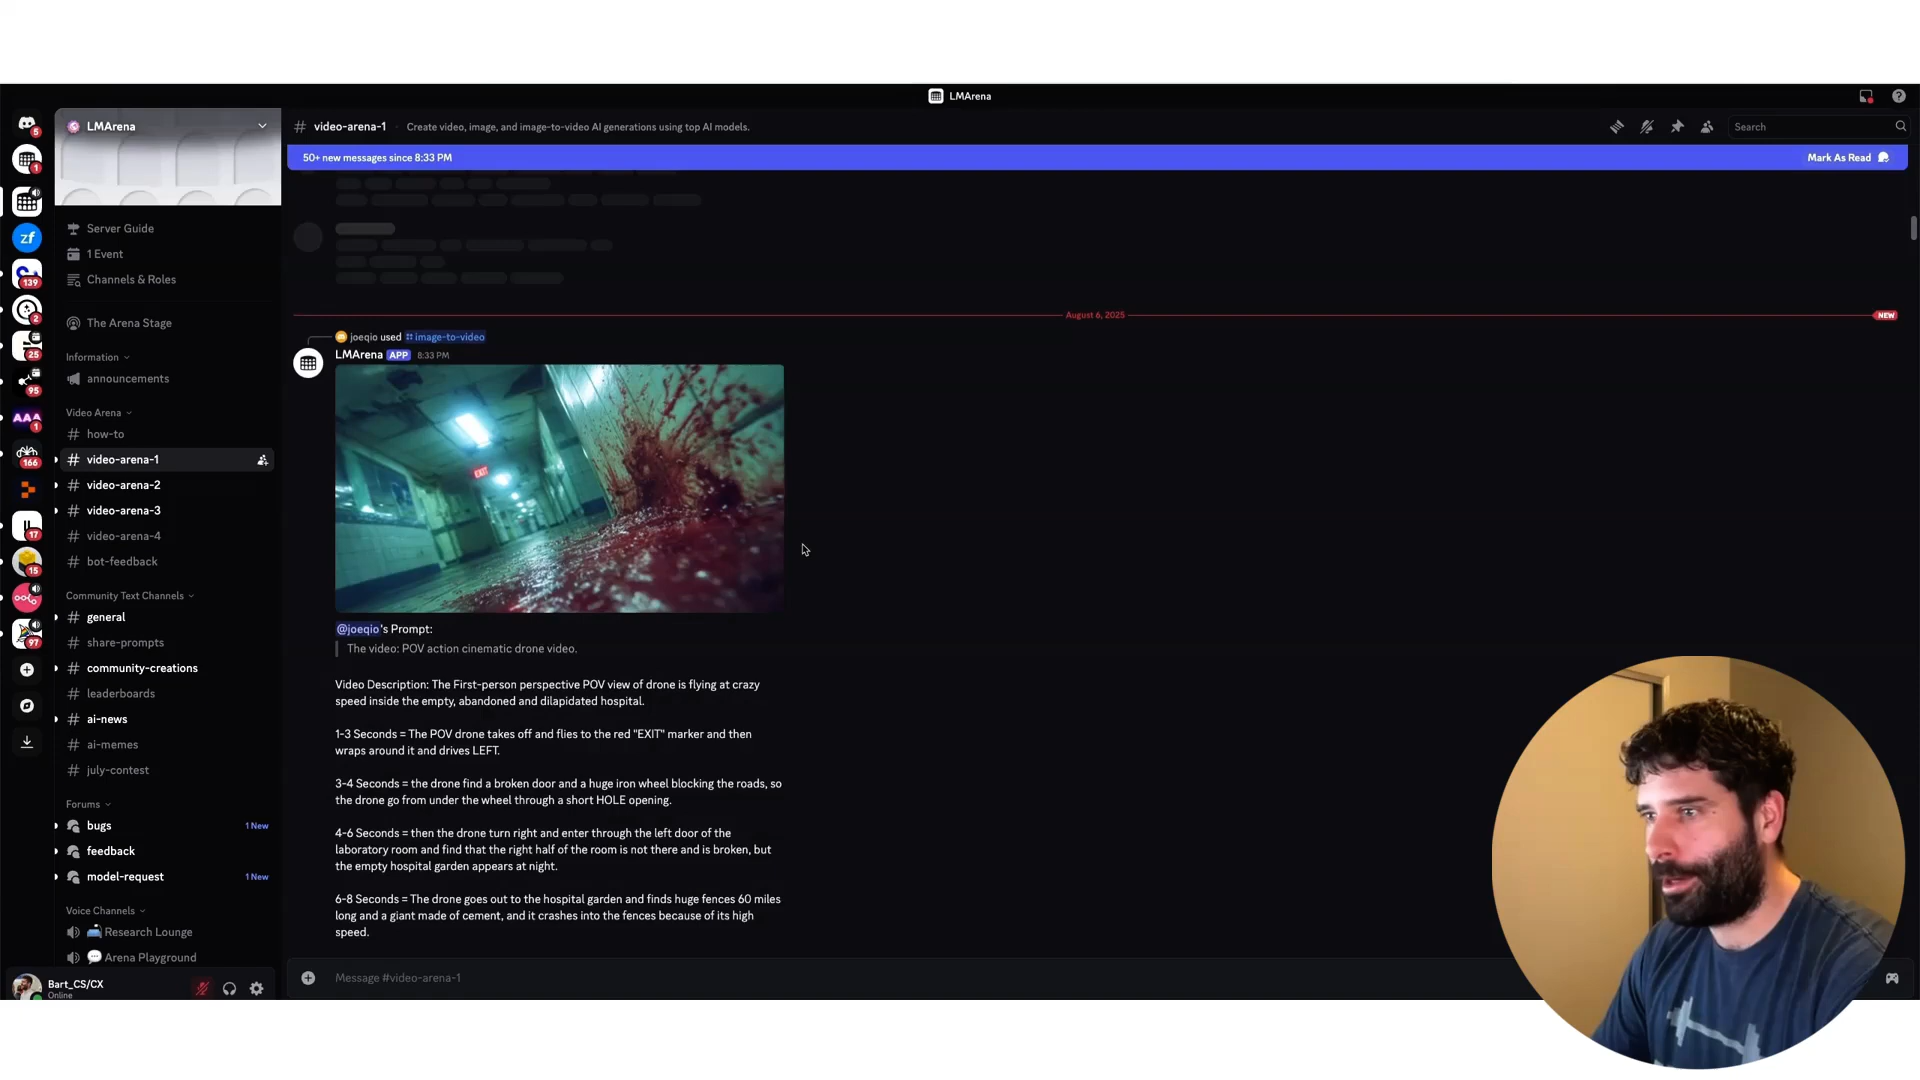 LMArena
5
1
zf
139
2
25
95
AAA
1
166
17
15
97
LMArena
Server Guide
1 Event
Channels & Roles
The Arena Stage
Information
announcements
Video Arena
# how-to
# video-arena-1
# video-arena-2
# video-arena-3
# video-arena-4
# bot-feedback
Community Text Channels
# general
# share-prompts
# community-creations
# leaderboards
# ai-news
# ai-memes
# july-contest
Forums
bugs 1 New
feedback
model-request 1 New
Voice Channels
Research Lounge
Arena Playground
Bart_CS/CX
Online
# video-arena-1 Create video, image, and image-to-video AI generations using top AI models.
Search
50+ new messages since 8:33 PM Mark As Read
August 6, 2025 NEW
joeqio used image-to-video
LMArena APP 8:33 PM
EXIT
@joeqio's Prompt:
The video: POV action cinematic drone video.
Video Description: The First-person perspective POV view of drone is flying at crazy
speed inside the empty, abandoned and dilapidated hospital.
1-3 Seconds = The POV drone takes off and flies to the red "EXIT" marker and then
wraps around it and drives LEFT.
3-4 Seconds = the drone find a broken door and a huge iron wheel blocking the roads, so
the drone go from under the wheel through a short HOLE opening.
4-6 Seconds = then the drone turn right and enter through the left door of the
laboratory room and find that the right half of the room is not there and is broken, but
the empty hospital garden appears at night.
6-8 Seconds = The drone goes out to the hospital garden and finds huge fences 60 miles
long and a giant made of cement, and it crashes into the fences because of its high
speed.
Message #video-arena-1